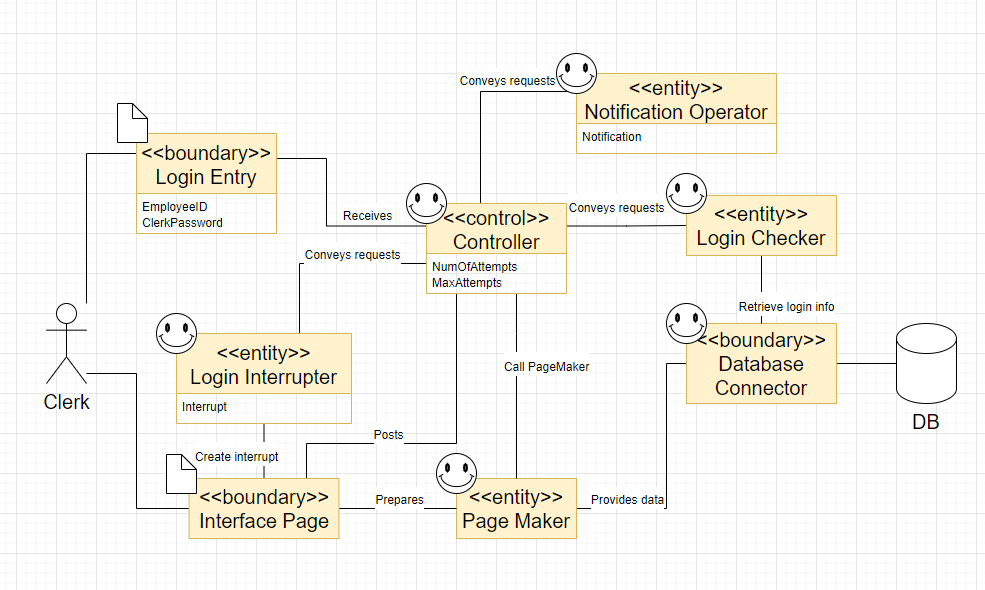 Conveys requests
<<entity>>
Notification Operator
Notification
<<boundary>>
Login Entry
EmployeeID
ClerkPassword
Receives
<<control>>
Controller
NumOfAttempts
MaxAttempts
Conveys requests
<<entity>>
Login Checker
Conveys requests
Retrieve login info
Clerk
<<entity>>
Login Interrupter
Interrupt
Call PageMaker
<<boundary>>
Database
Connector
DB
Posts
Create interrupt
<<boundary>>
Interface Page
Prepares
<<entity>>
Page Maker
Provides data